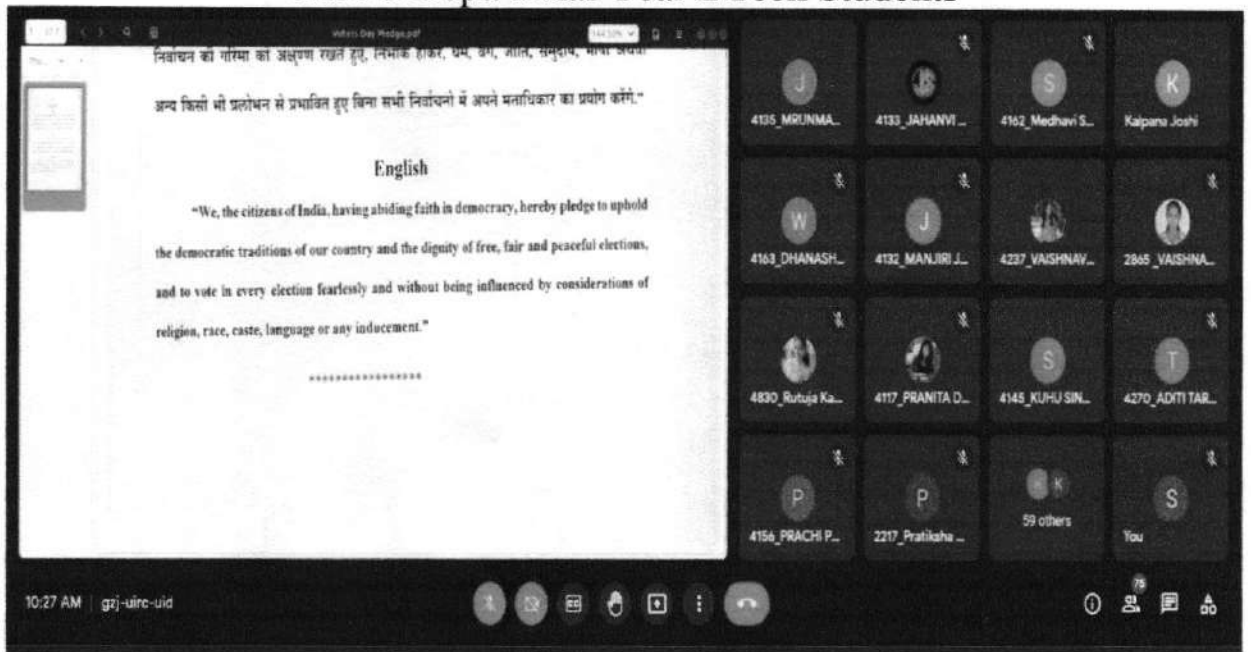 Voters Day Pledge.pdf
निर्वाचन की गरिमा को अक्षुण्ण रखते हुए, निर्भीक होकर, धर्म, वर्ग, जाति, समुदाय, भाषा अथवा
अन्य किसी भी प्रलोभन से प्रभावित हुए बिना सभी निर्वाचनो में अपने मताधिकार का प्रयोग करेंगे."
English
"We, the citizens of India, having abiding faith in democracy, hereby pledge to uphold
the democratic traditions of our country and the dignity of free, fair and peaceful elections,
and to vote in every election fearlessly and without being influenced by considerations of
religion, race, caste, language or any inducement."
*****************
J
S
K
4135_MRUNMA...
4133_JAHANVI ...
4162_Medhavi S...
Kalpana Joshi
W
J
4163_DHANASH...
4132_MANJIRI J...
4237_VAISHNAV...
2865_VAISHNA...
S
T
4830_Rutuja Ka...
4117_PRANITA D...
4145_KUHU SIN...
4270_ADITI TAR...
P
P
K
S
4156_PRACHI P...
2217_Pratiksha ...
59 others
You
10:27 AM | gzj-uirc-uid
75